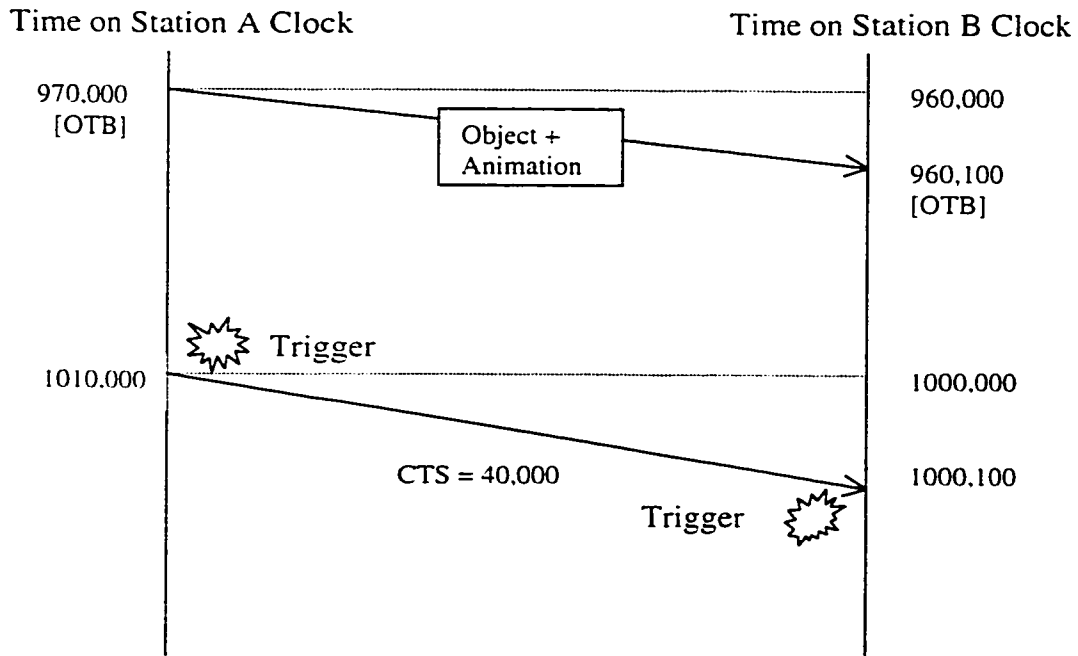 Time on Station A Clock
Time on Station B Clock
970.000
[OTB]
960.000
Object +
Animation
960,100
[OTB]
Trigger
1010.000
1000.000
CTS = 40,000
1000,100
Trigger